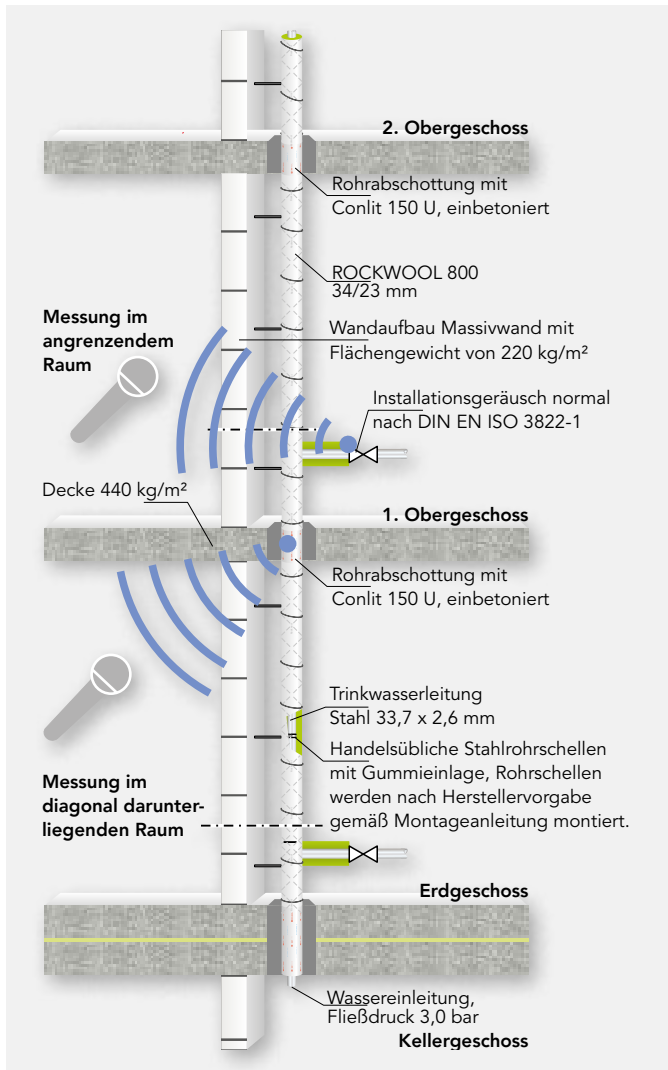 2. Obergeschoss
Rohrabschottung mit
Conlit 150 U, einbetoniert
ROCKWOOL 800
34/23 mm
Messung im
angrenzendem
Raum
Wandaufbau Massivwand mit
Flächengewicht von 220 kg/m²
Installationsgeräusch normal
nach DIN EN ISO 3822-1
Decke 440 kg/m²
1. Obergeschoss
Rohrabschottung mit
Conlit 150 U, einbetoniert
Trinkwasserleitung
Stahl 33,7 x 2,6 mm
Handelsübliche Stahlrohrschellen
mit Gummieinlage, Rohrschellen
werden nach Herstellervorgabe
gemäß Montageanleitung montiert.
Messung im
diagonal darunter-
liegenden Raum
Erdgeschoss
Wassereinleitung,
Fließdruck 3,0 bar
Kellergeschoss